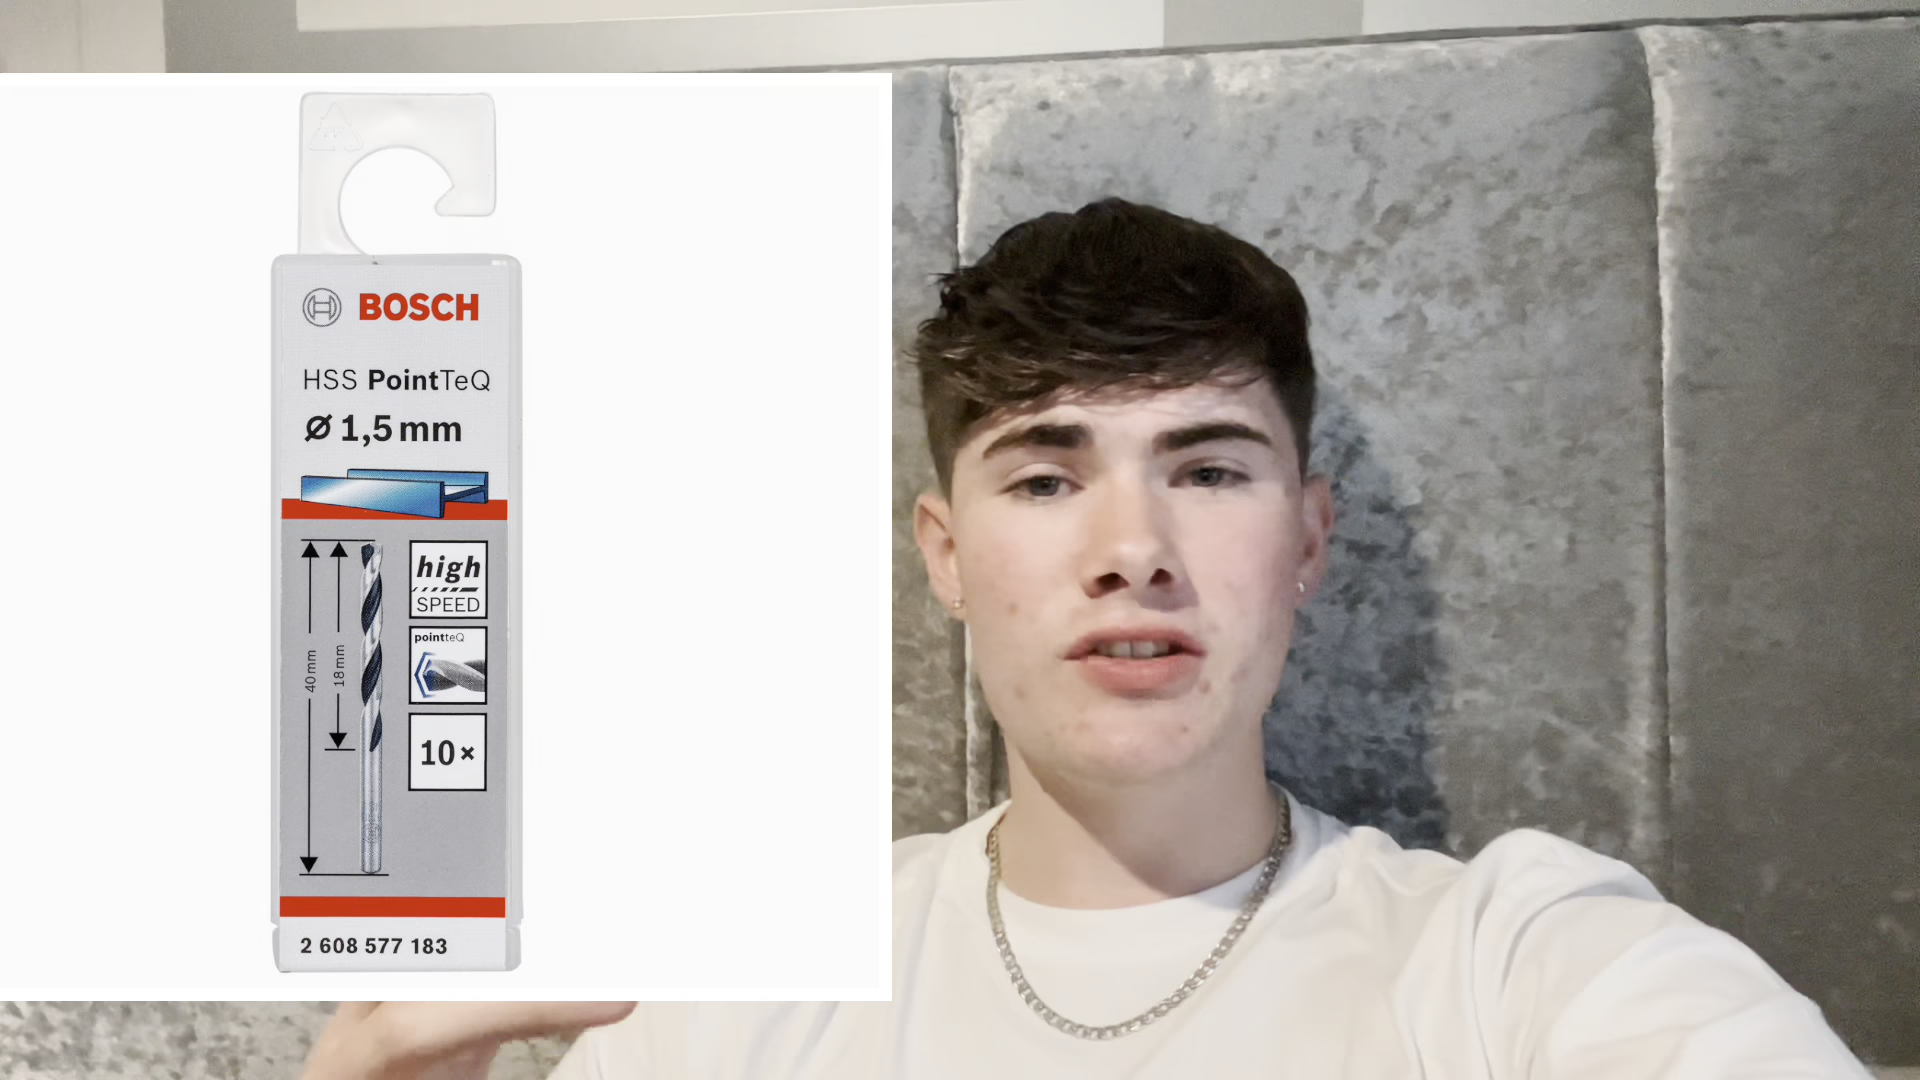 BOSCH
HSS PointTeQ
Ø 1,5 mm
high
SPEED
pointteQ
40 mm
18 mm
10×
2 608 577 183